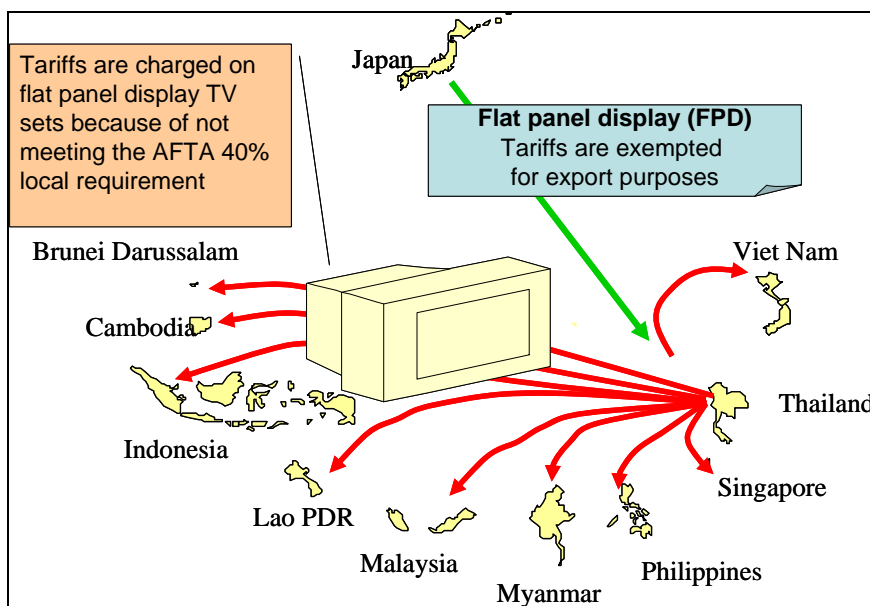 Japan
Tariffs are charged on
flat panel display TV
sets because of not
meeting the AFTA 40%
local requirement
Flat panel display (FPD)
Tariffs are exempted
for export purposes
Brunei Darussalam
Viet Nam
Cambodia
Thailand
Indonesia
Singapore
Lao PDR
Malaysia
Philippines
Myanmar